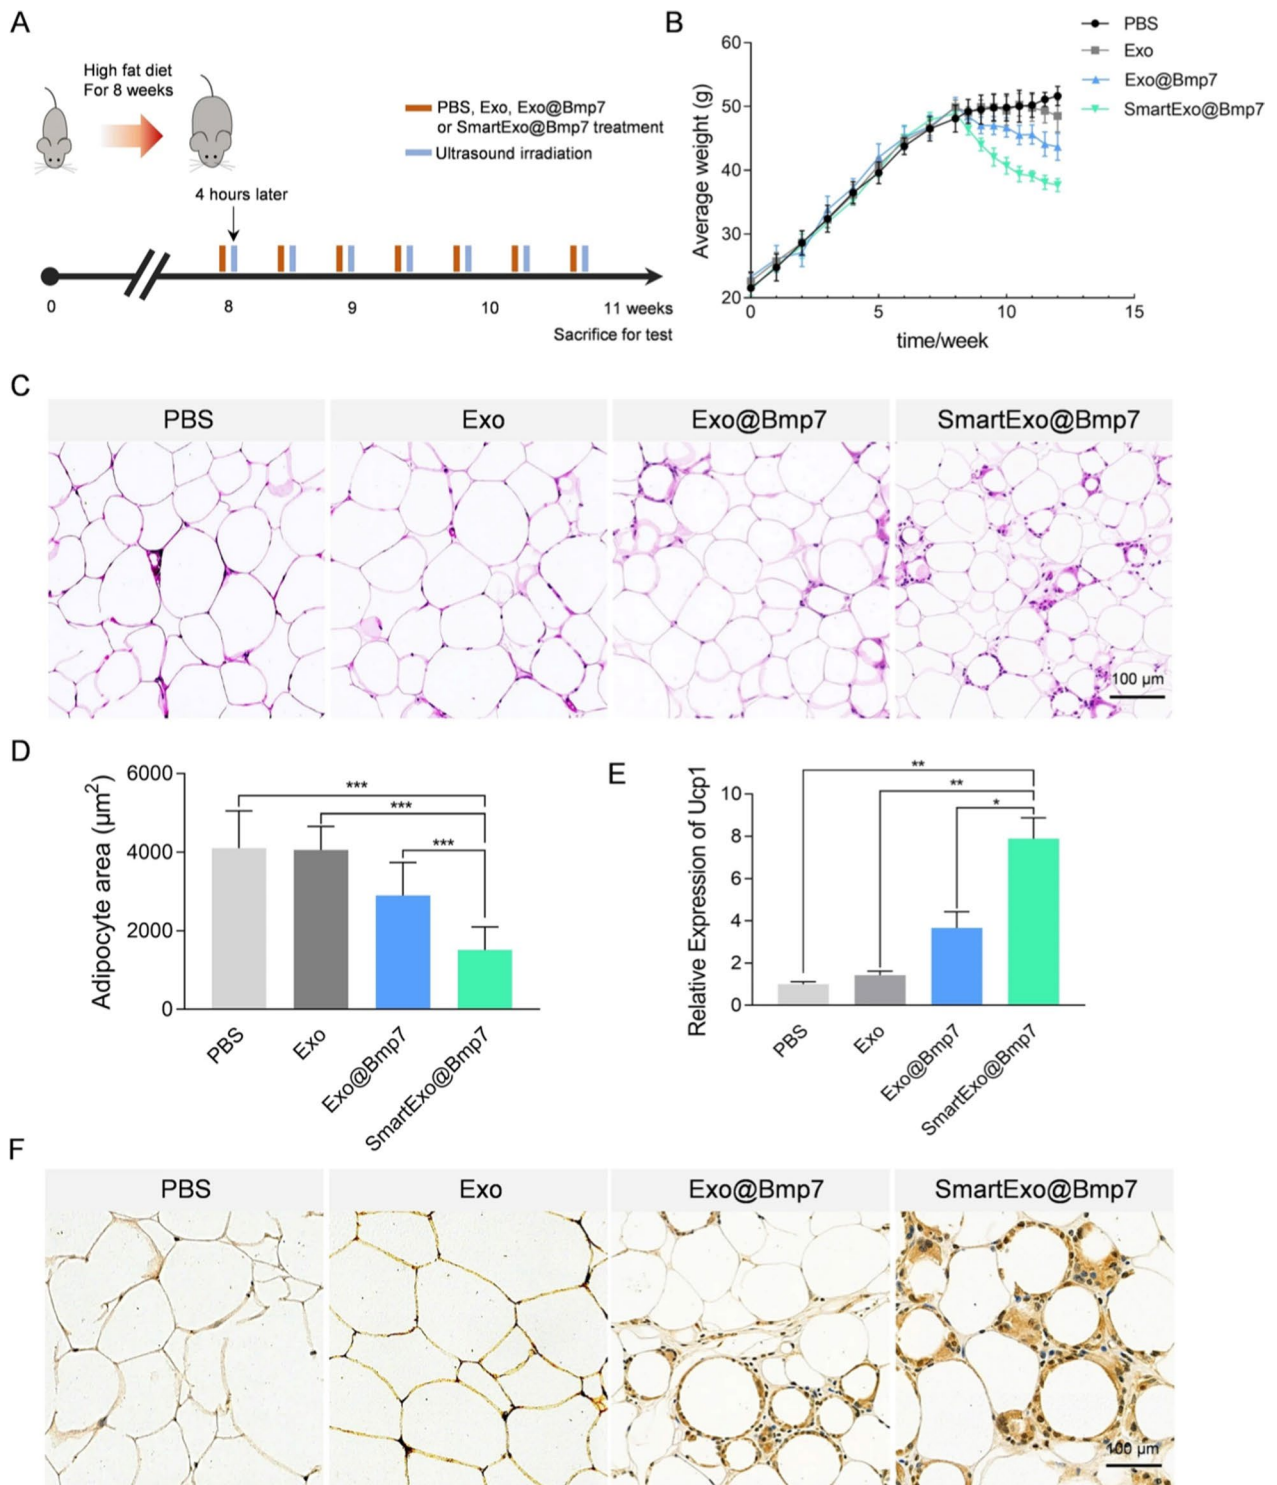 A
High fat diet
For 8 weeks
PBS, Exo, Exo@Bmp7
or SmartExo@Bmp7 treatment
Ultrasound irradiation
4 hours later
0
8
9
10
11 weeks
Sacrifice for test
B
PBS
Exo
Exo@Bmp7
SmartExo@Bmp7
Average weight (g)
60
50
40
30
20
0
5
10
15
time/week
C
PBS
Exo
Exo@Bmp7
SmartExo@Bmp7
100 μm
D
Adipocyte area (μm2)
6000
4000
2000
0
***
***
***
PBS
Exo
Exo@Bmp7
SmartExo@Bmp7
E
Relative Expression of Ucp1
10
8
6
4
2
0
**
**
*
PBS
Exo
Exo@Bmp7
SmartExo@Bmp7
F
PBS
Exo
Exo@Bmp7
SmartExo@Bmp7
100 μm